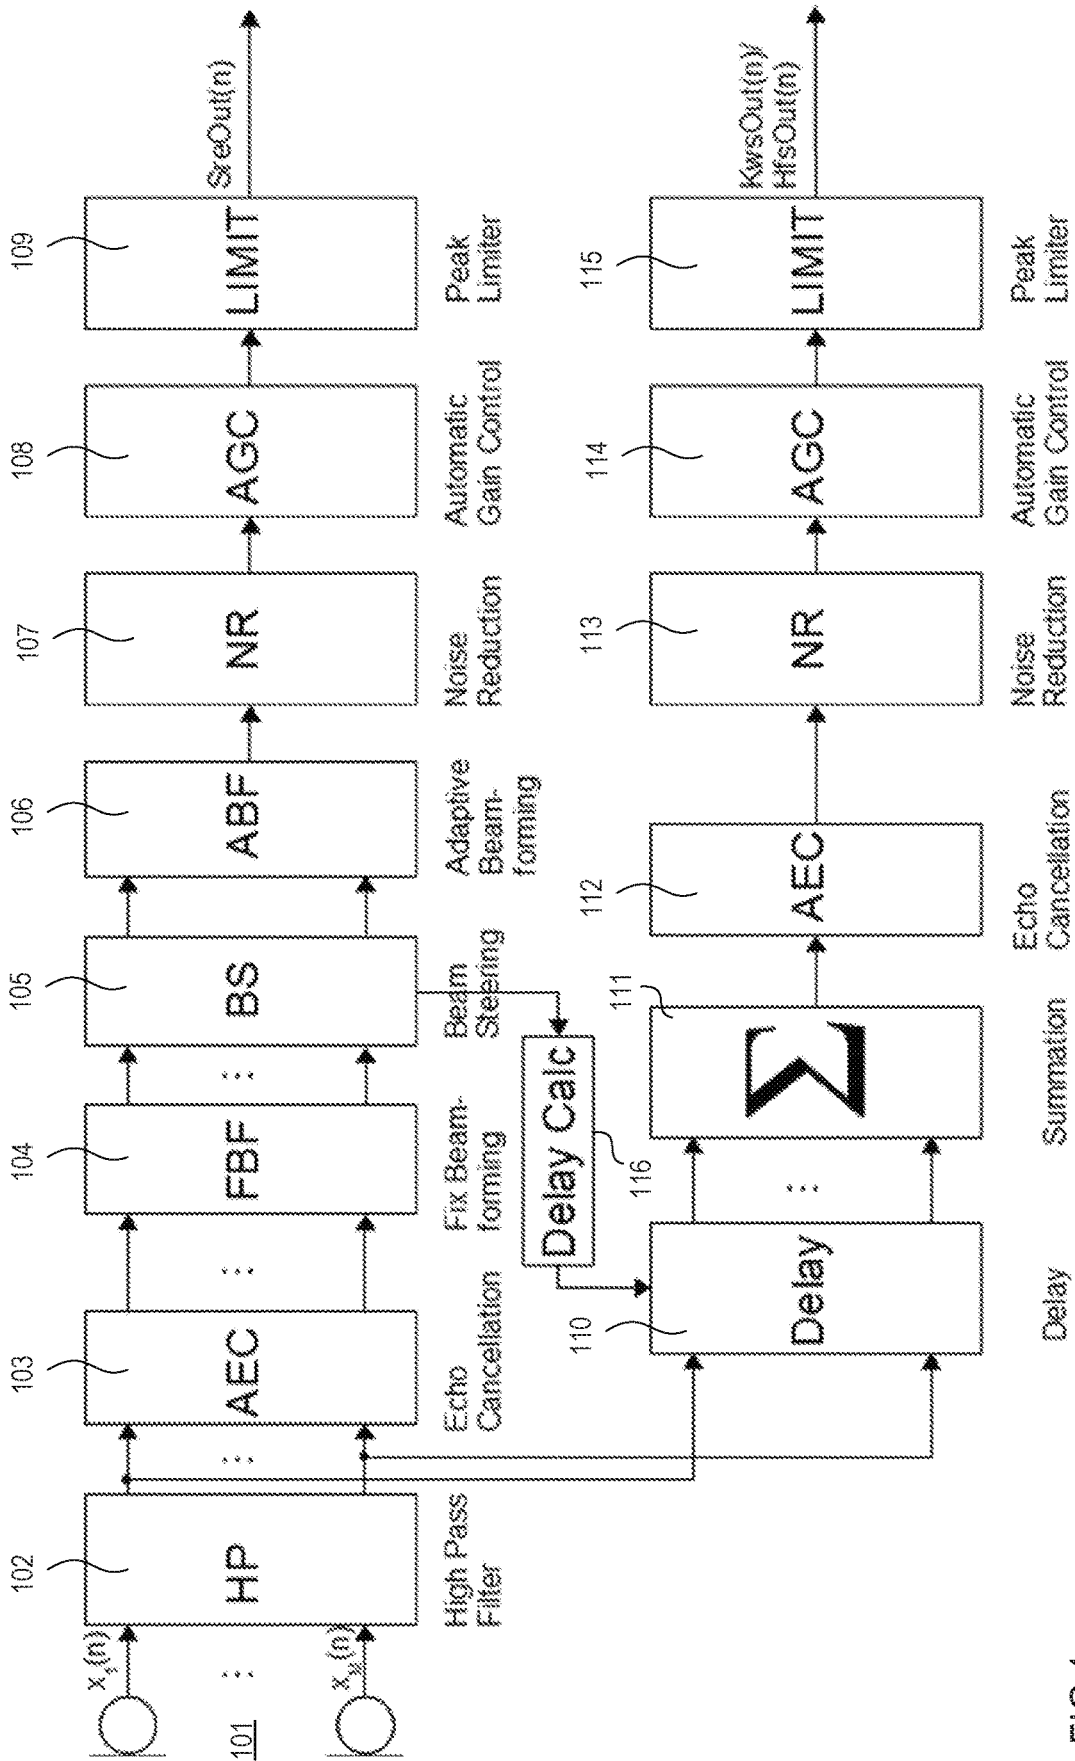 101
x₁(n)
⋮
x_M(n)
102
HP
High Pass
Filter
⋮
103
AEC
Echo
Cancellation
⋮
104
FBF
Fix Beam-
forming
⋮
105
BS
Beam
Steering
106
ABF
Adaptive
Beam-
forming
107
NR
Noise
Reduction
108
AGC
Automatic
Gain Control
109
LIMIT
Peak
Limiter
SreOut(n)
Delay Calc
116
110
Delay
Delay
⋮
111
Σ
Summation
112
AEC
Echo
Cancellation
113
NR
Noise
Reduction
114
AGC
Automatic
Gain Control
115
LIMIT
Peak
Limiter
KwsOut(n)/
HfsOut(n)